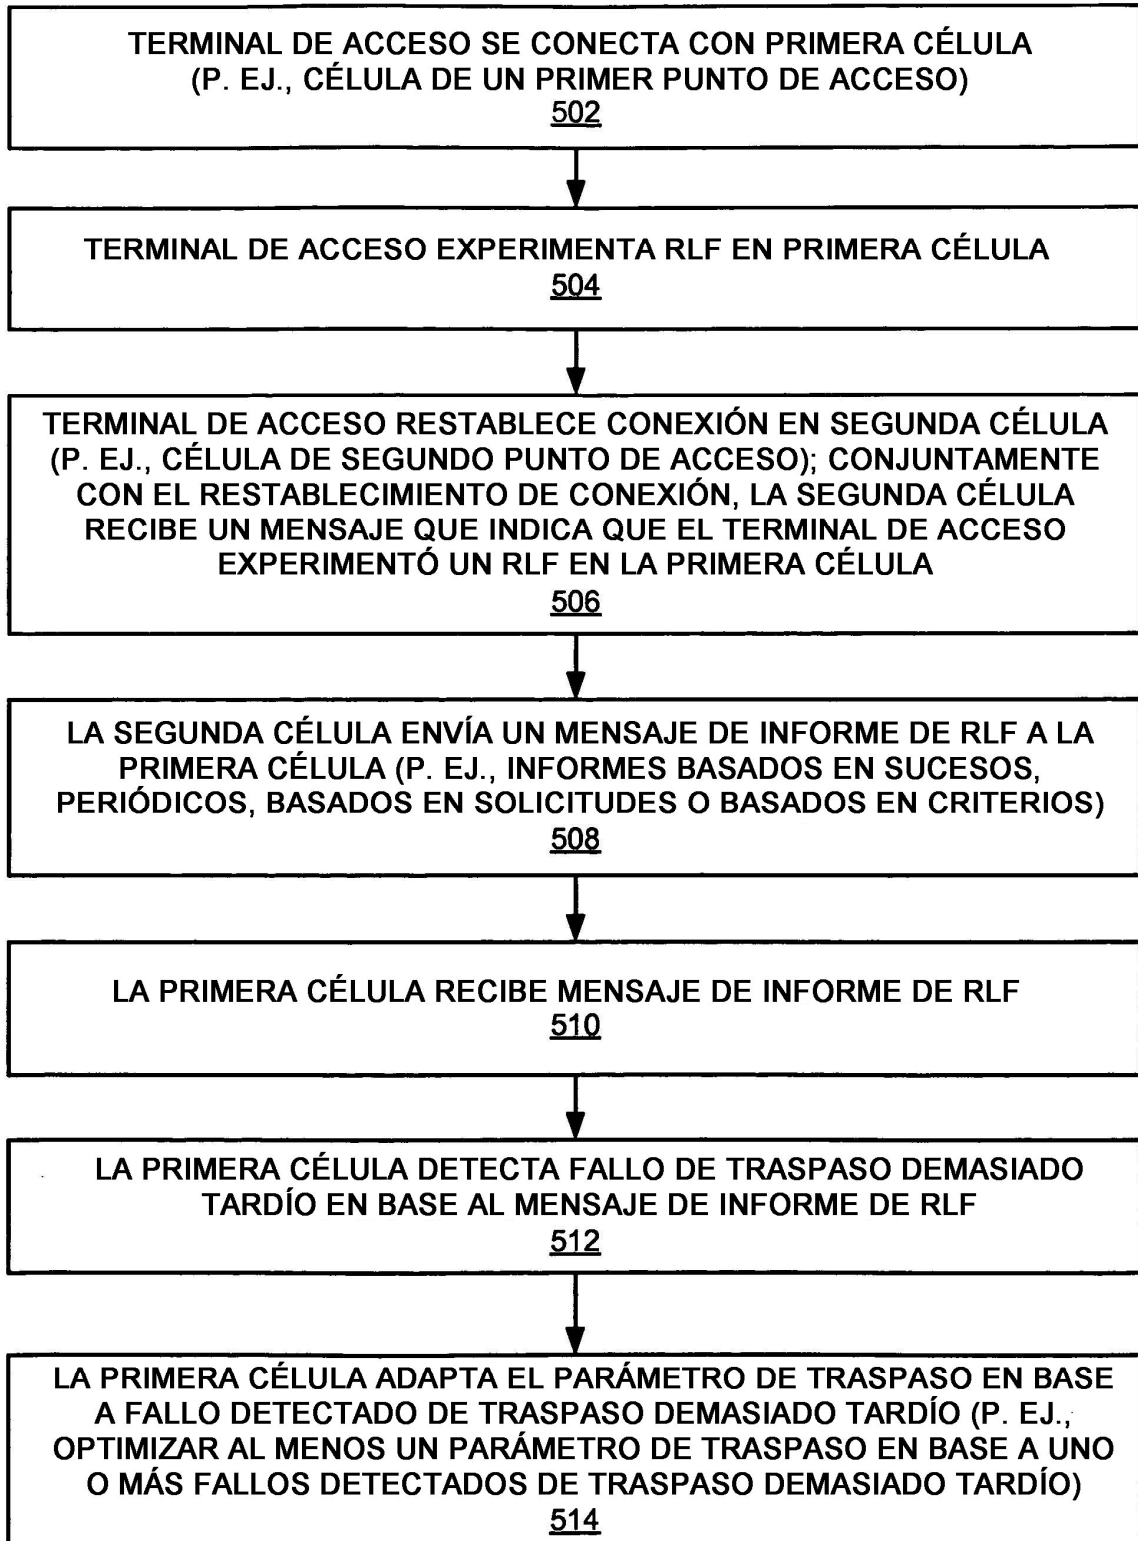 TERMINAL DE ACCESO SE CONECTA CON PRIMERA CÉLULA
(P. EJ., CÉLULA DE UN PRIMER PUNTO DE ACCESO)
502
TERMINAL DE ACCESO EXPERIMENTA RLF EN PRIMERA CÉLULA
504
TERMINAL DE ACCESO RESTABLECE CONEXIÓN EN SEGUNDA CÉLULA
(P. EJ., CÉLULA DE SEGUNDO PUNTO DE ACCESO); CONJUNTAMENTE
CON EL RESTABLECIMIENTO DE CONEXIÓN, LA SEGUNDA CÉLULA
RECIBE UN MENSAJE QUE INDICA QUE EL TERMINAL DE ACCESO
EXPERIMENTÓ UN RLF EN LA PRIMERA CÉLULA
506
LA SEGUNDA CÉLULA ENVÍA UN MENSAJE DE INFORME DE RLF A LA
PRIMERA CÉLULA (P. EJ., INFORMES BASADOS EN SUCESOS,
PERIÓDICOS, BASADOS EN SOLICITUDES O BASADOS EN CRITERIOS)
508
LA PRIMERA CÉLULA RECIBE MENSAJE DE INFORME DE RLF
510
LA PRIMERA CÉLULA DETECTA FALLO DE TRASPASO DEMASIADO
TARDÍO EN BASE AL MENSAJE DE INFORME DE RLF
512
LA PRIMERA CÉLULA ADAPTA EL PARÁMETRO DE TRASPASO EN BASE
A FALLO DETECTADO DE TRASPASO DEMASIADO TARDÍO (P. EJ.,
OPTIMIZAR AL MENOS UN PARÁMETRO DE TRASPASO EN BASE A UNO
O MÁS FALLOS DETECTADOS DE TRASPASO DEMASIADO TARDÍO)
514